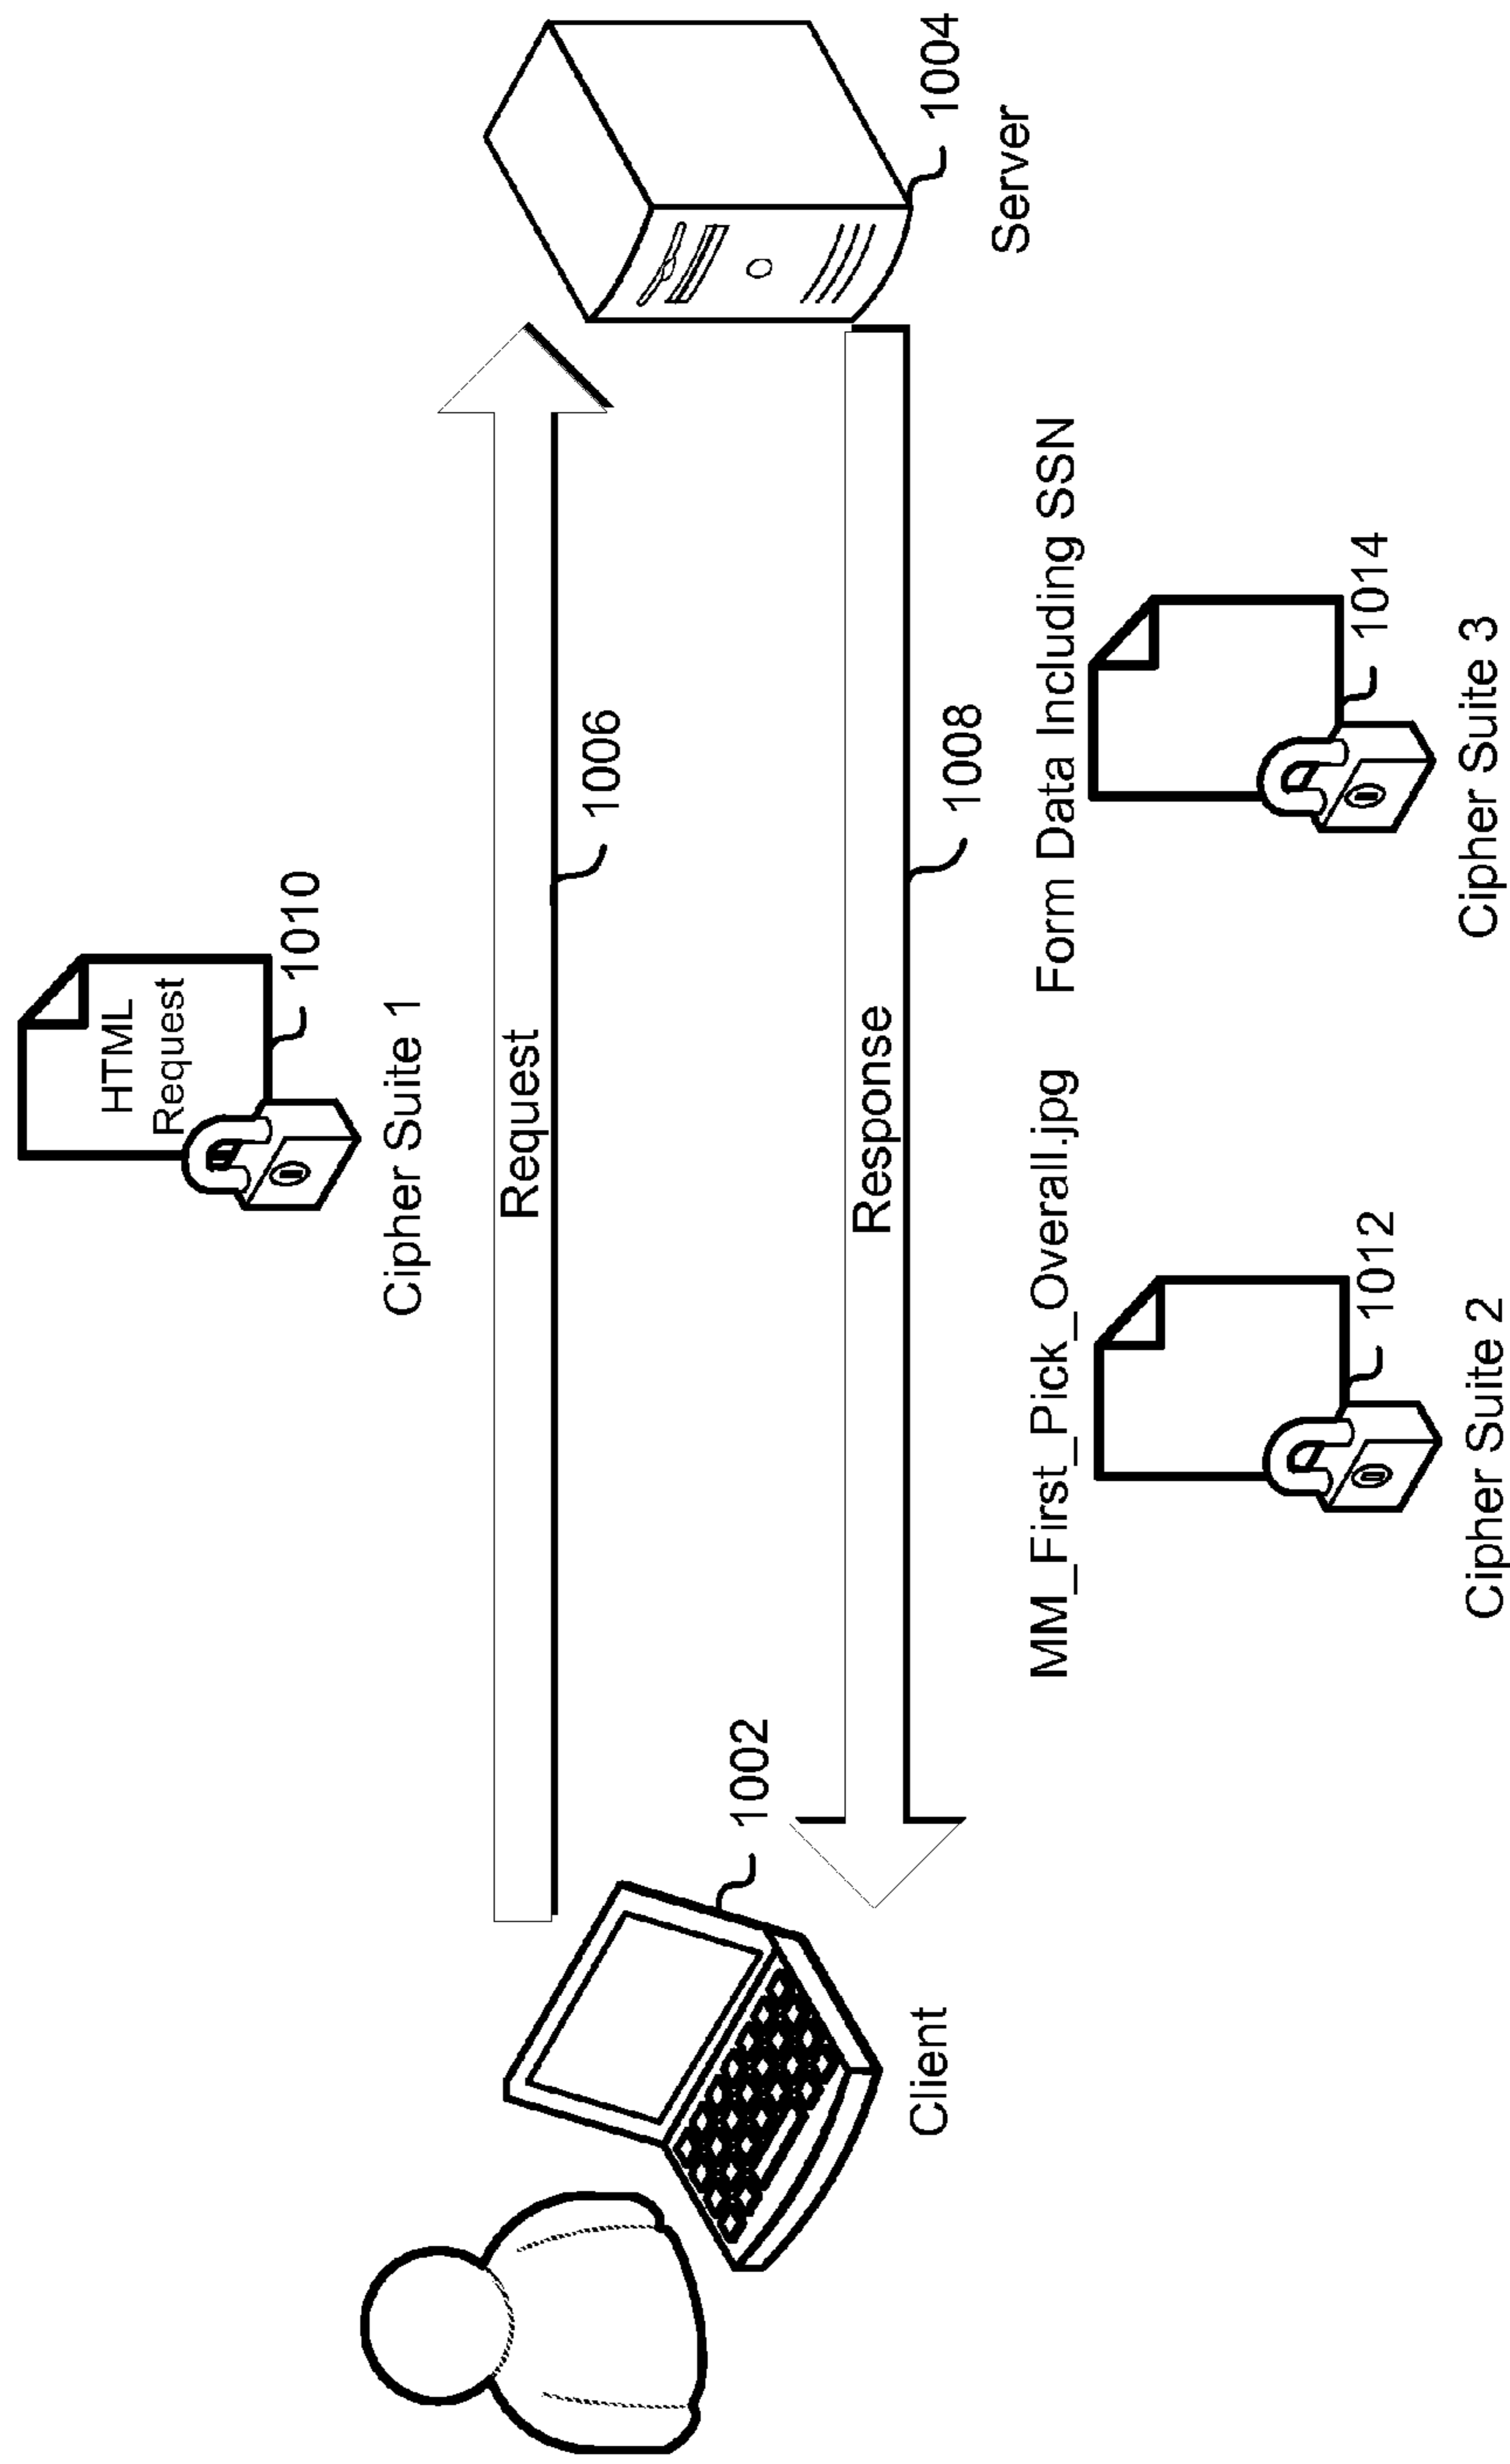 HTML
Request
1010
Cipher Suite 1
Request
1006
1002
Client
1004
Server
Response
1008
MM_First_Pick_Overall.jpg
1012
Cipher Suite 2
Form Data Including SSN
1014
Cipher Suite 3